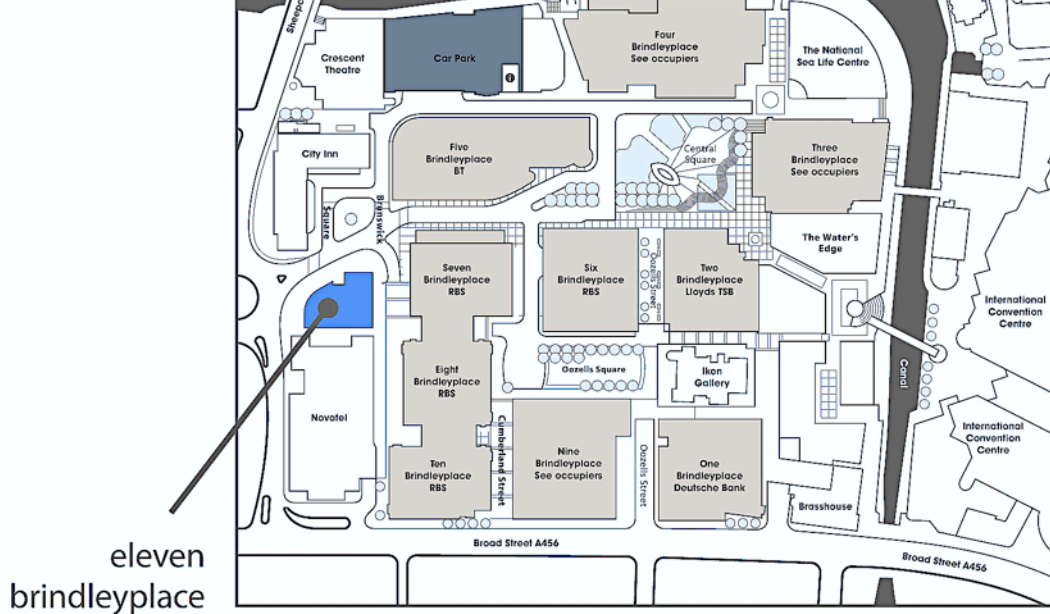 Four
Brindleyplace
See occupiers
Crescent
Theatre
Car Park
The National
Sea Life Centre
City Inn
Five
Brindleyplace
BT
Central
Square
Three
Brindleyplace
See occupiers
Brunswick
Square
The Water's
Edge
Seven
Brindleyplace
RBS
Six
Brindleyplace
RBS
Oozells Street
Two
Brindleyplace
Lloyds TSB
International
Convention
Centre
Eight
Brindleyplace
RBS
Oozells Square
Ikon
Gallery
Canal
Novotel
Cumberland Street
Ten
Brindleyplace
RBS
Nine
Brindleyplace
See occupiers
Oozells Street
One
Brindleyplace
Deutsche Bank
International
Convention
Centre
Brasshouse
Broad Street A456
Broad Street A456
eleven
brindleyplace